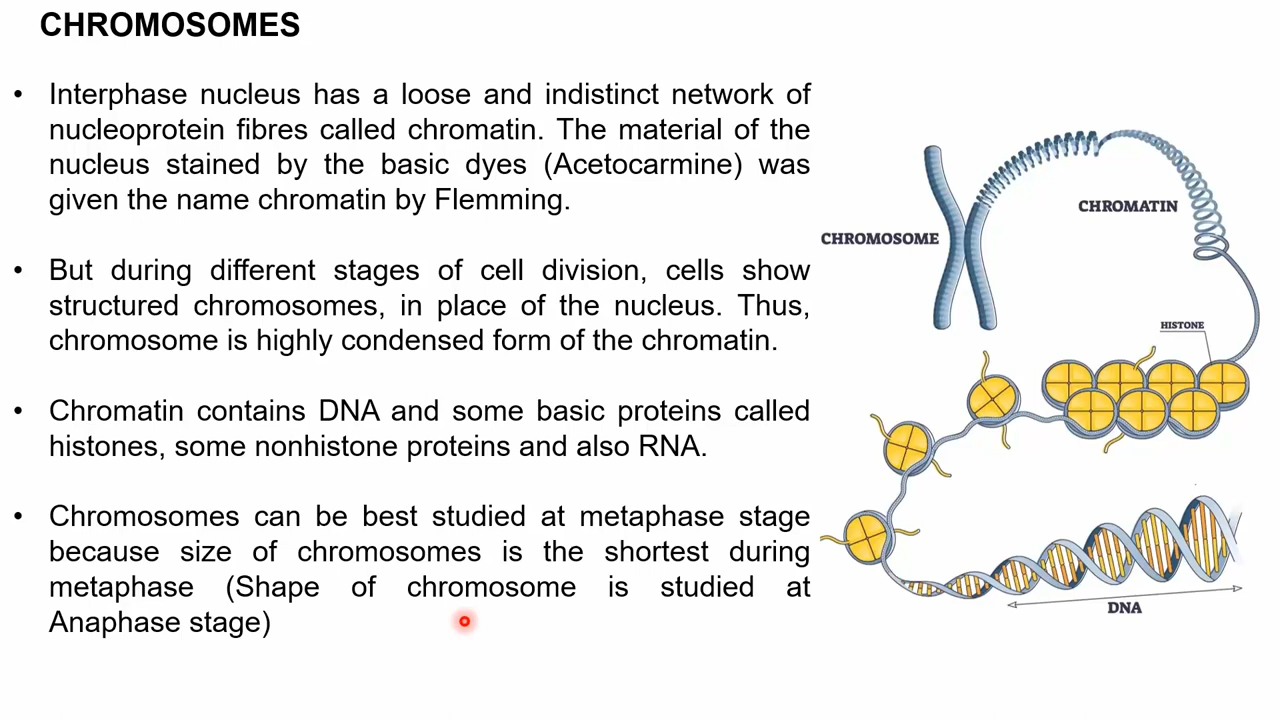 CHROMOSOMES
• Interphase nucleus has a loose and indistinct network of
nucleoprotein fibres called chromatin. The material of the
nucleus stained by the basic dyes (Acetocarmine) was
given the name chromatin by Flemming.
• But during different stages of cell division, cells show
structured chromosomes, in place of the nucleus. Thus,
chromosome is highly condensed form of the chromatin.
• Chromatin contains DNA and some basic proteins called
histones, some nonhistone proteins and also RNA.
• Chromosomes can be best studied at metaphase stage
because size of chromosomes is the shortest during
metaphase (Shape of chromosome is studied at
Anaphase stage)
CHROMATIN
CHROMOSOME
HISTONE
DNA